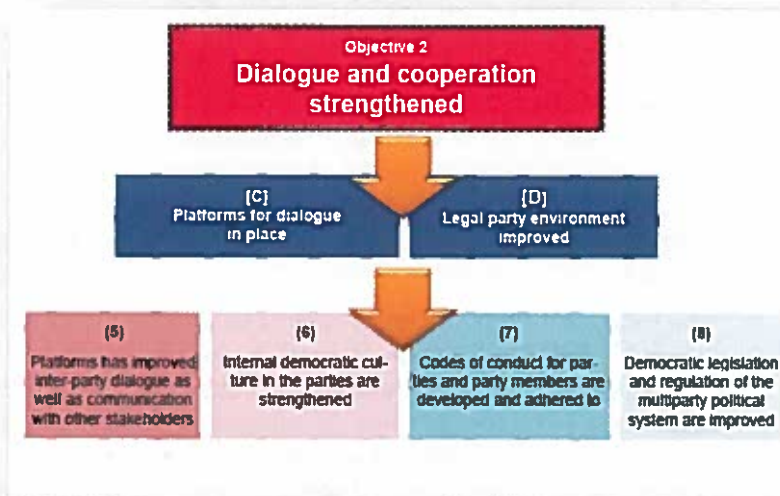 Objective 2
Dialogue and cooperation
strengthened
[C]
Platforms for dialogue
in place
[D]
Legal party environment
improved
(5)
Platforms has improved
inter-party dialogue as
well as communication
with other stakeholders
(6)
Internal democratic cul-
ture in the parties are
strengthened
(7)
Codes of conduct for par-
ties and party members are
developed and adhered to
(8)
Democratic legislation
and regulation of the
multiparty political
system are improved